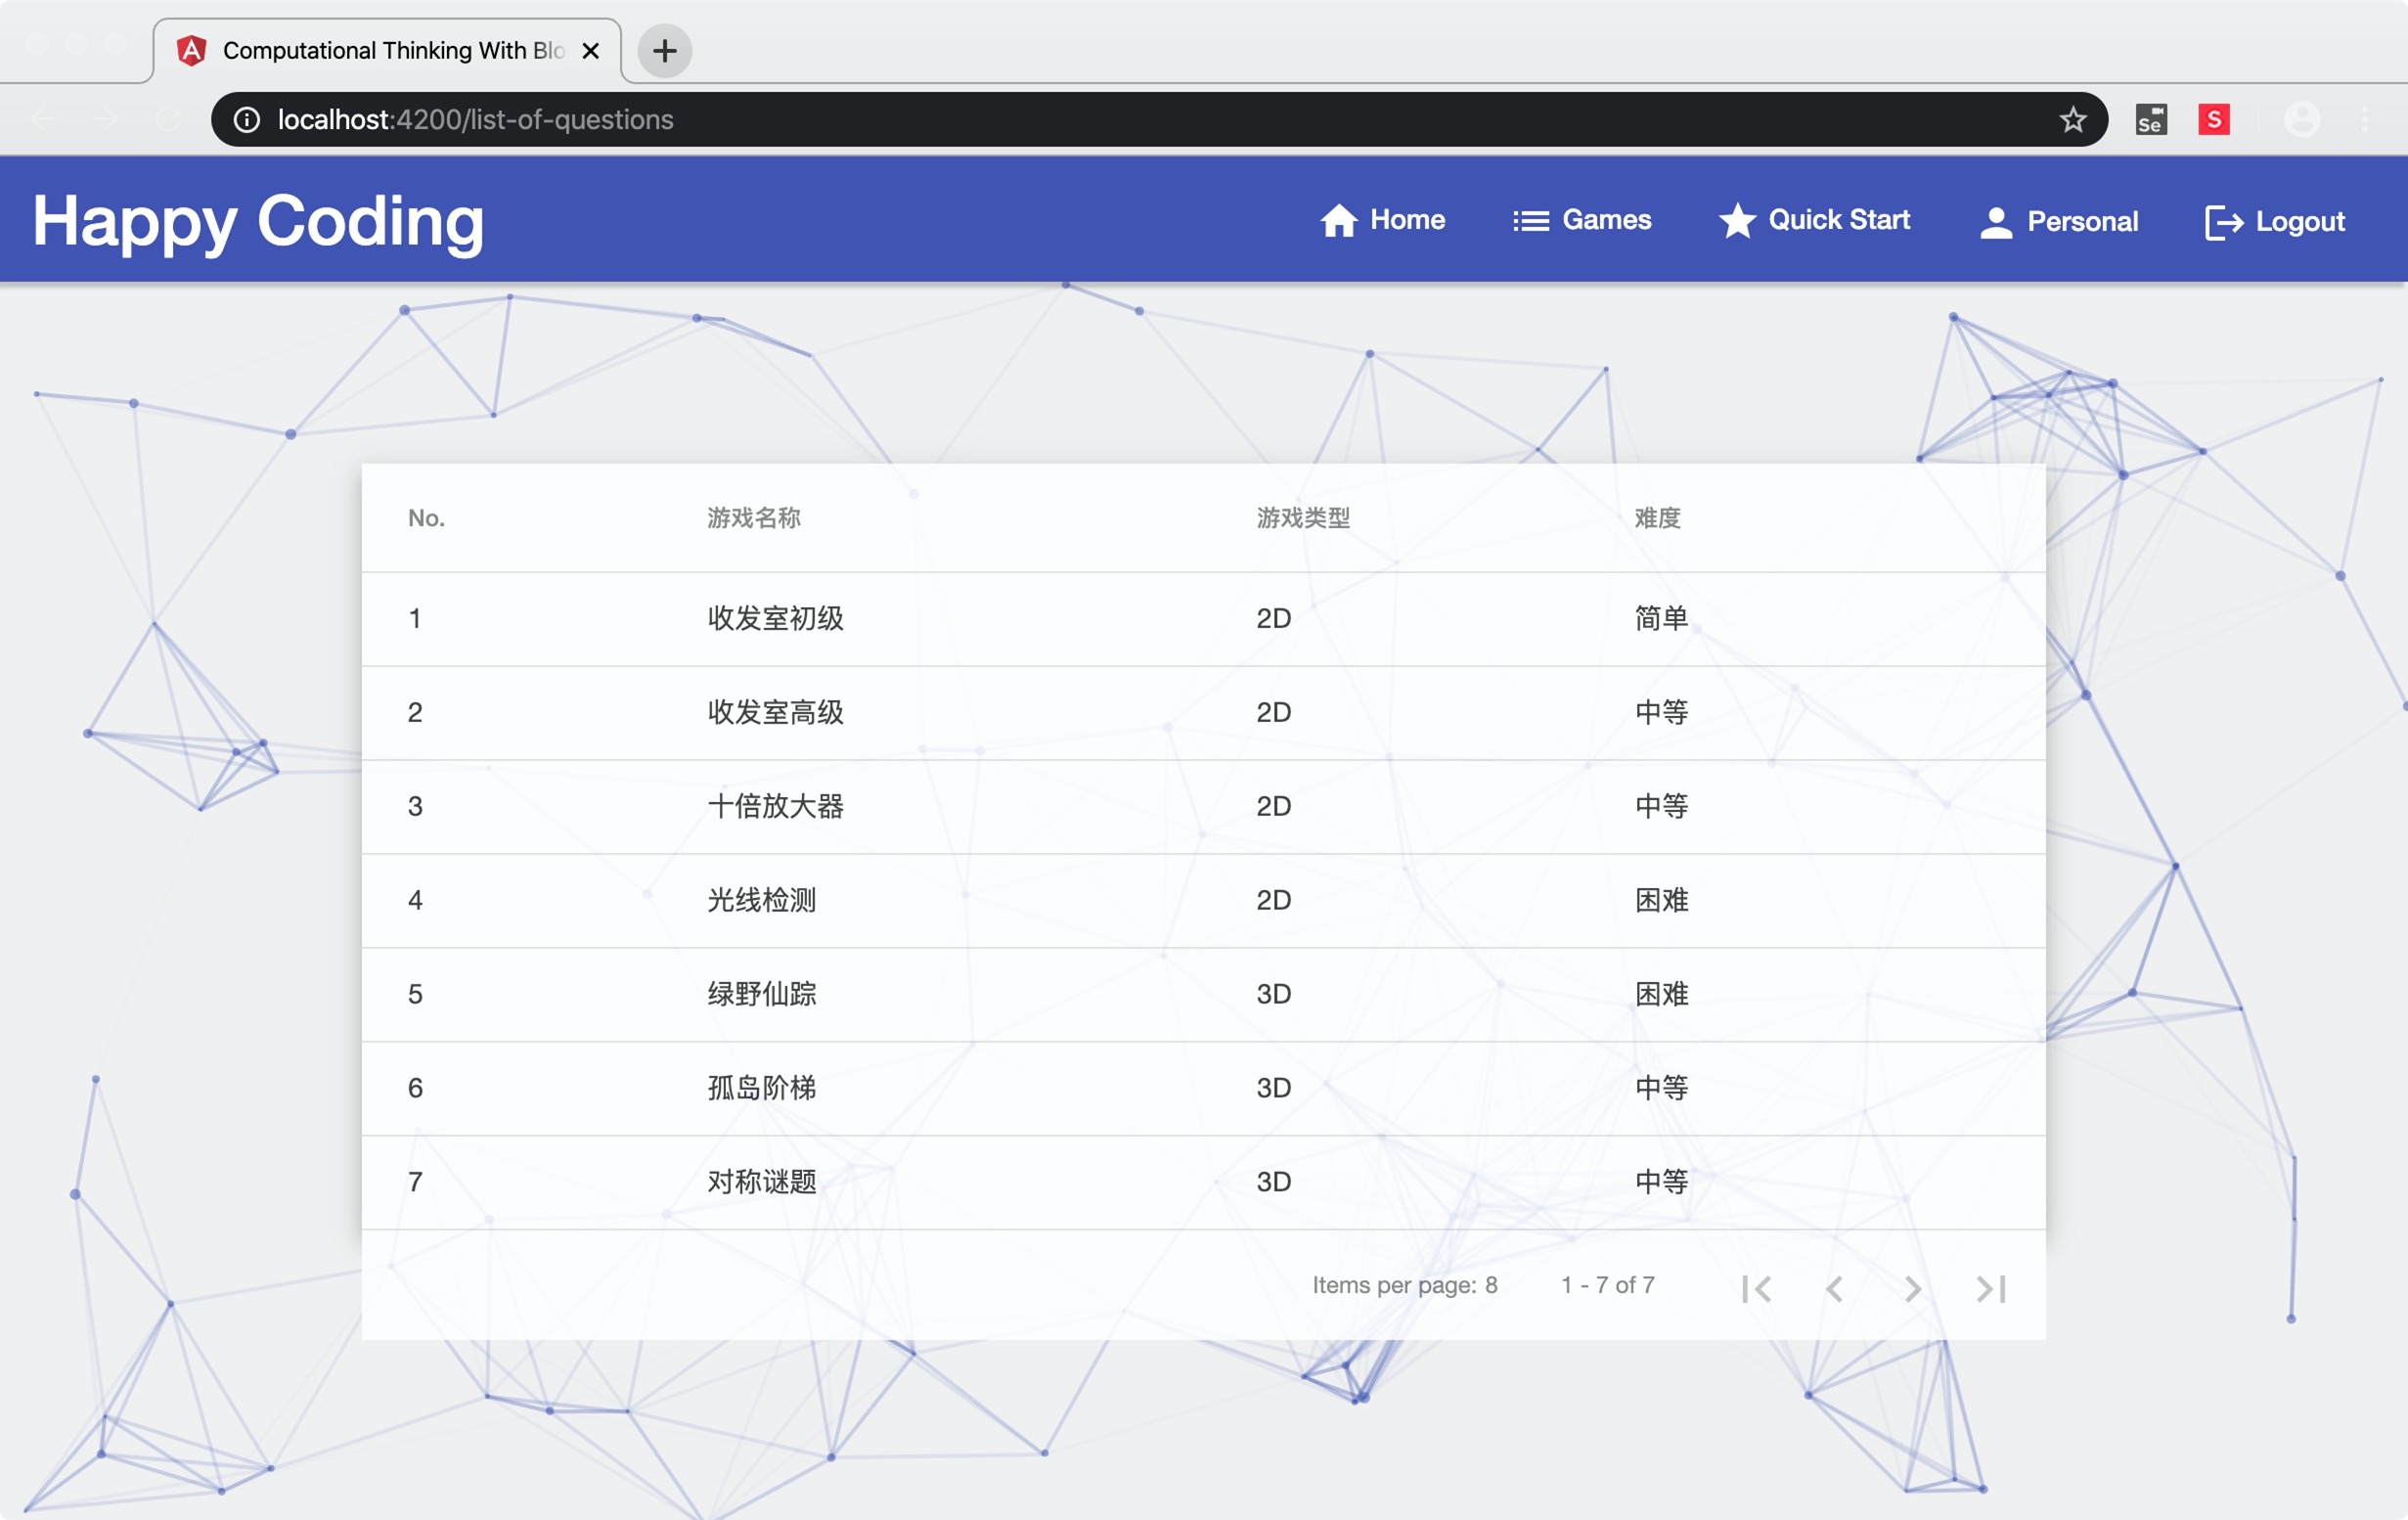 Computational Thinking With Blo
localhost:4200/list-of-questions
Se
S
Happy Coding Home Games Quick Start Personal Logout
No. 游戏名称 游戏类型 难度
1 收发室初级 2D 简单
2 收发室高级 2D 中等
3 十倍放大器 2D 中等
4 光线检测 2D 困难
5 绿野仙踪 3D 困难
6 孤岛阶梯 3D 中等
7 对称谜题 3D 中等
Items per page: 8 1 - 7 of 7